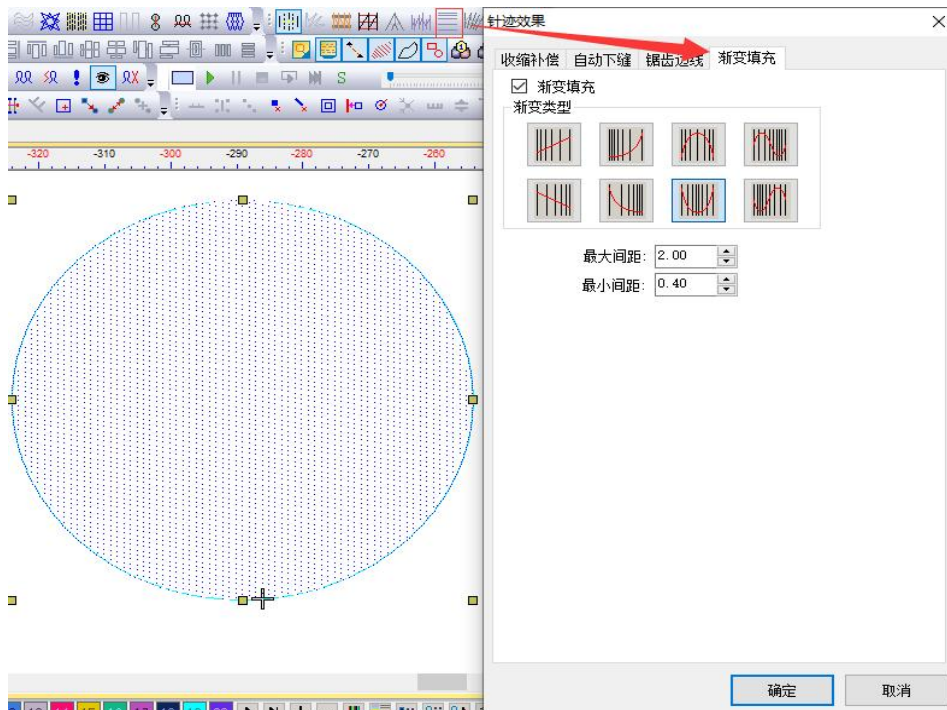 针迹效果
收缩补偿 自动下缝 锯齿边线 渐变填充
渐变填充
渐变类型
S
-320 -310 -300 -290 -280 -270 -260
最大间距: 2.00
最小间距: 0.40
确定 取消